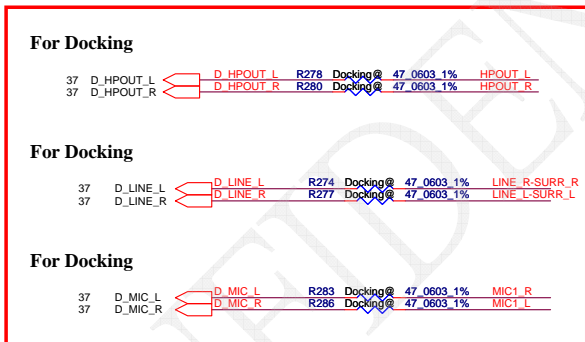 For Docking
37 D_HPOUT_L D_HPOUT_L R278 Docking@ 47_0603_1% HPOUT_L
37 D_HPOUT_R D_HPOUT_R R280 Docking@ 47_0603_1% HPOUT_R
For Docking
37 D_LINE_L D_LINE_L R274 Docking@ 47_0603_1% LINE_R-SURR_R
37 D_LINE_R D_LINE_R R277 Docking@ 47_0603_1% LINE_L-SURR_L
For Docking
37 D_MIC_L D_MIC_L R283 Docking@ 47_0603_1% MIC1_R
37 D_MIC_R D_MIC_R R286 Docking@ 47_0603_1% MIC1_L